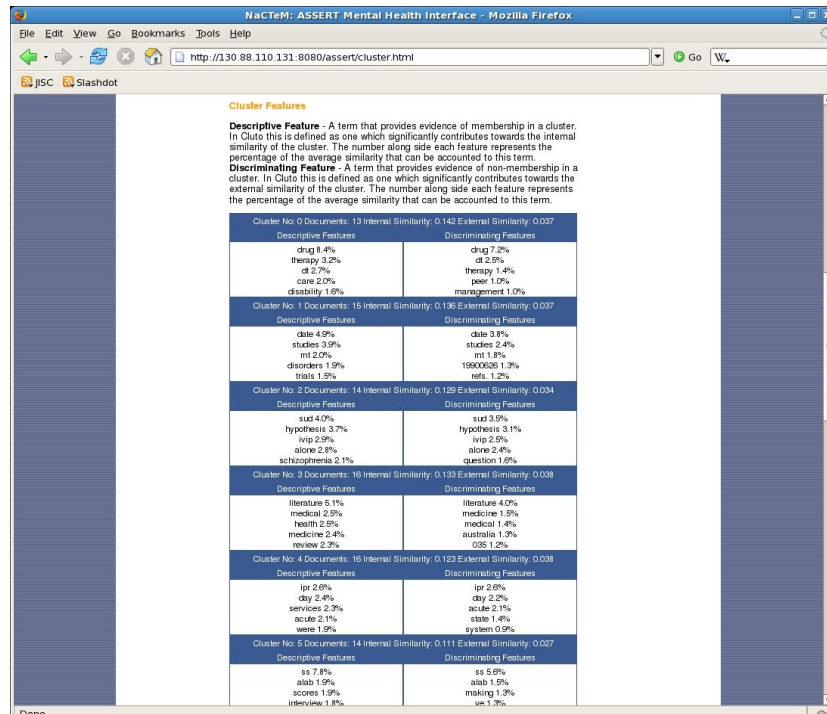 NaCTeM: ASSERT Mental Health Interface - Mozilla Firefox
File Edit View Go Bookmarks Tools Help
http://130.88.110.131:8080/assert/cluster.html Go
JISC Slashdot
Cluster Features
Descriptive Feature - A term that provides evidence of membership in a cluster.
In Cluto this is defined as one which significantly contributes towards the internal
similarity of the cluster. The number along side each feature represents the
percentage of the average similarity that can be accounted to this term.
Discriminating Feature - A term that provides evidence of non-membership in a
cluster. In Cluto this is defined as one which significantly contributes towards the
external similarity of the cluster. The number along side each feature represents
the percentage of the average similarity that can be accounted to this term.
Cluster No: 0 Documents: 13 Internal Similarity: 0.142 External Similarity: 0.037
Descriptive Features Discriminating Features
drug 8.4% drug 7.2%
therapy 3.2% dt 2.5%
dt 2.7% therapy 1.4%
care 2.0% peer 1.0%
disability 1.6% management 1.0%
Cluster No: 1 Documents: 15 Internal Similarity: 0.136 External Similarity: 0.037
Descriptive Features Discriminating Features
date 4.9% date 3.8%
studies 3.9% studies 2.4%
mt 2.0% mt 1.8%
disorders 1.9% 19900626 1.3%
trials 1.5% refs. 1.2%
Cluster No: 2 Documents: 14 Internal Similarity: 0.129 External Similarity: 0.034
Descriptive Features Discriminating Features
sud 4.0% sud 3.5%
hypothesis 3.7% hypothesis 3.1%
ivip 2.9% ivip 2.5%
alone 2.8% alone 2.4%
schizophrenia 2.1% question 1.6%
Cluster No: 3 Documents: 16 Internal Similarity: 0.133 External Similarity: 0.038
Descriptive Features Discriminating Features
literature 5.1% literature 4.0%
medical 2.5% medicine 1.5%
health 2.5% medical 1.4%
medicine 2.4% australia 1.3%
review 2.3% 035 1.2%
Cluster No: 4 Documents: 16 Internal Similarity: 0.123 External Similarity: 0.038
Descriptive Features Discriminating Features
ipr 2.6% ipr 2.6%
day 2.4% day 2.2%
services 2.3% acute 2.1%
acute 2.1% state 1.4%
were 1.9% system 0.9%
Cluster No: 5 Documents: 14 Internal Similarity: 0.111 External Similarity: 0.027
Descriptive Features Discriminating Features
ss 7.8% ss 5.6%
alab 1.9% alab 1.5%
scores 1.9% making 1.3%
interview 1.8% ve 1.3%
Done